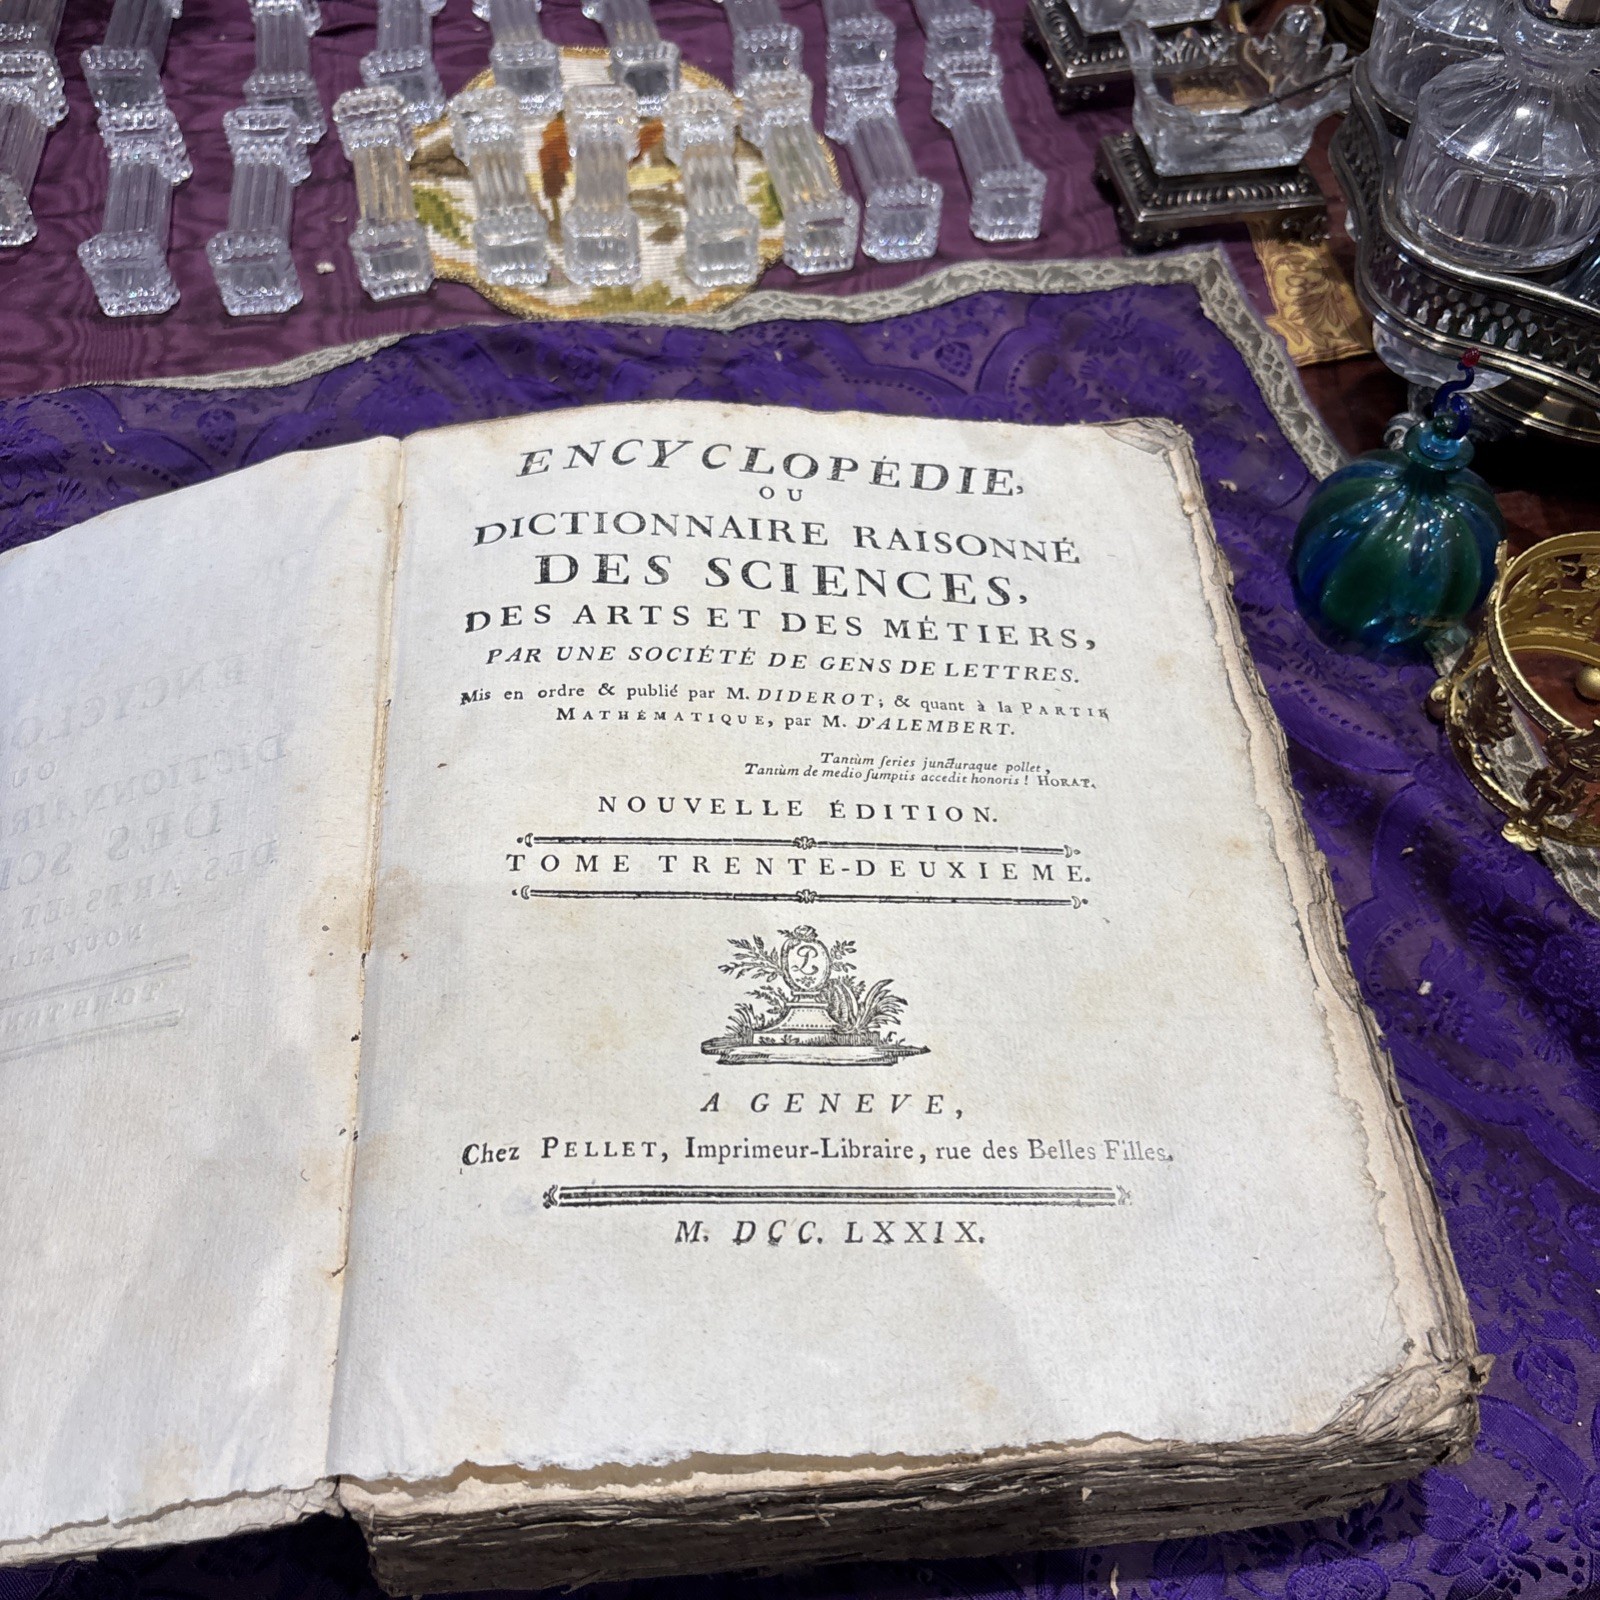 ENCYCLOPÉDIE,
OU
DICTIONNAIRE RAISONNÉ
DES SCIENCES,
DES ARTS ET DES MÉTIERS,
PAR UNE SOCIÉTÉ DE GENS DE LETTRES.
Mis en ordre & publié par M. DIDEROT; & quant à la PARTIE
MATHÉMATIQUE, par M. D'ALEMBERT.
Tantùm ſeries juncturaque pollet,
Tantùm de medio ſumptis accedit honoris! HORAT.
NOUVELLE ÉDITION.
TOME TRENTE-DEUXIEME.
P
A GENEVE,
Chez PELLET, Imprimeur-Libraire, rue des Belles Filles.
M. DCC. LXXIX.